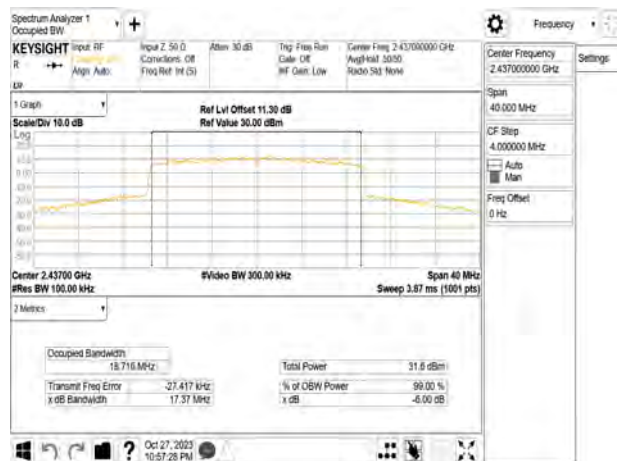 Spectrum Analyzer 1
Occupied BW
+
Frequency
KEYSIGHT
Input: RF
Input Z: 50 Ω
Atten: 30 dB
Trig: Free Run
Center Freq: 2.437000000 GHz
R
Corrections: Off
Gate: Off
Avg|Hold: 50/50
Align: Auto
Freq Ref: Int (S)
#IF Gain: Low
Radio Std: None
Center Frequency
2.437000000 GHz
Settings
Span
40.000 MHz
CF Step
4.000000 MHz
Auto
Man
Freq Offset
0 Hz
1 Graph
Scale/Div 10.0 dB
Ref Lvl Offset 11.30 dB
Ref Value 30.00 dBm
Log
Center 2.43700 GHz
#Video BW 300.00 kHz
Span 40 MHz
#Res BW 100.00 kHz
Sweep 3.87 ms (1001 pts)
2 Metrics
Occupied Bandwidth
18.716 MHz
Total Power
31.6 dBm
Transmit Freq Error
-27.417 kHz
% of OBW Power
99.00 %
x dB Bandwidth
17.37 MHz
x dB
-6.00 dB
?
Oct 27, 2023
10:57:28 PM